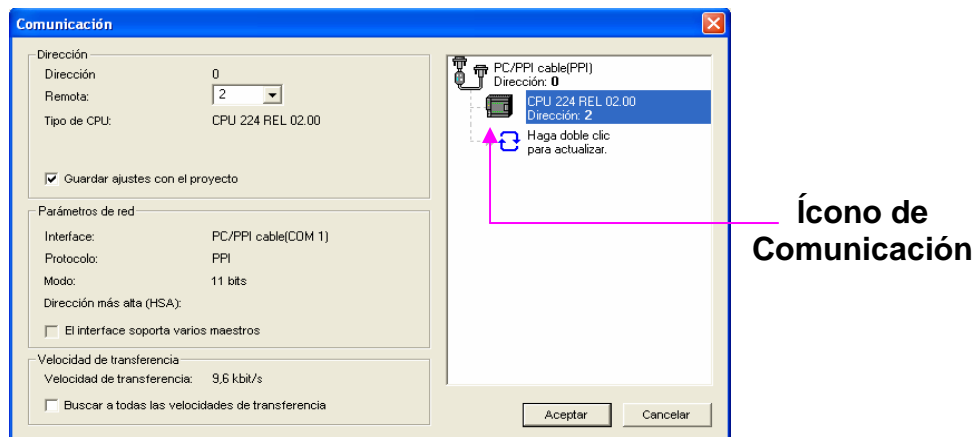 Comunicación
Dirección
Dirección 0
Remota: 2
Tipo de CPU: CPU 224 REL 02.00
Guardar ajustes con el proyecto
Parámetros de red
Interface: PC/PPI cable(COM 1)
Protocolo: PPI
Modo: 11 bits
Dirección más alta (HSA):
El interface soporta varios maestros
Velocidad de transferencia
Velocidad de transferencia: 9,6 kbit/s
Buscar a todas las velocidades de transferencia
PC/PPI cable(PPI)
Dirección: 0
CPU 224 REL 02.00
Dirección: 2
Haga doble clic
para actualizar.
Aceptar Cancelar
Ícono de
Comunicación